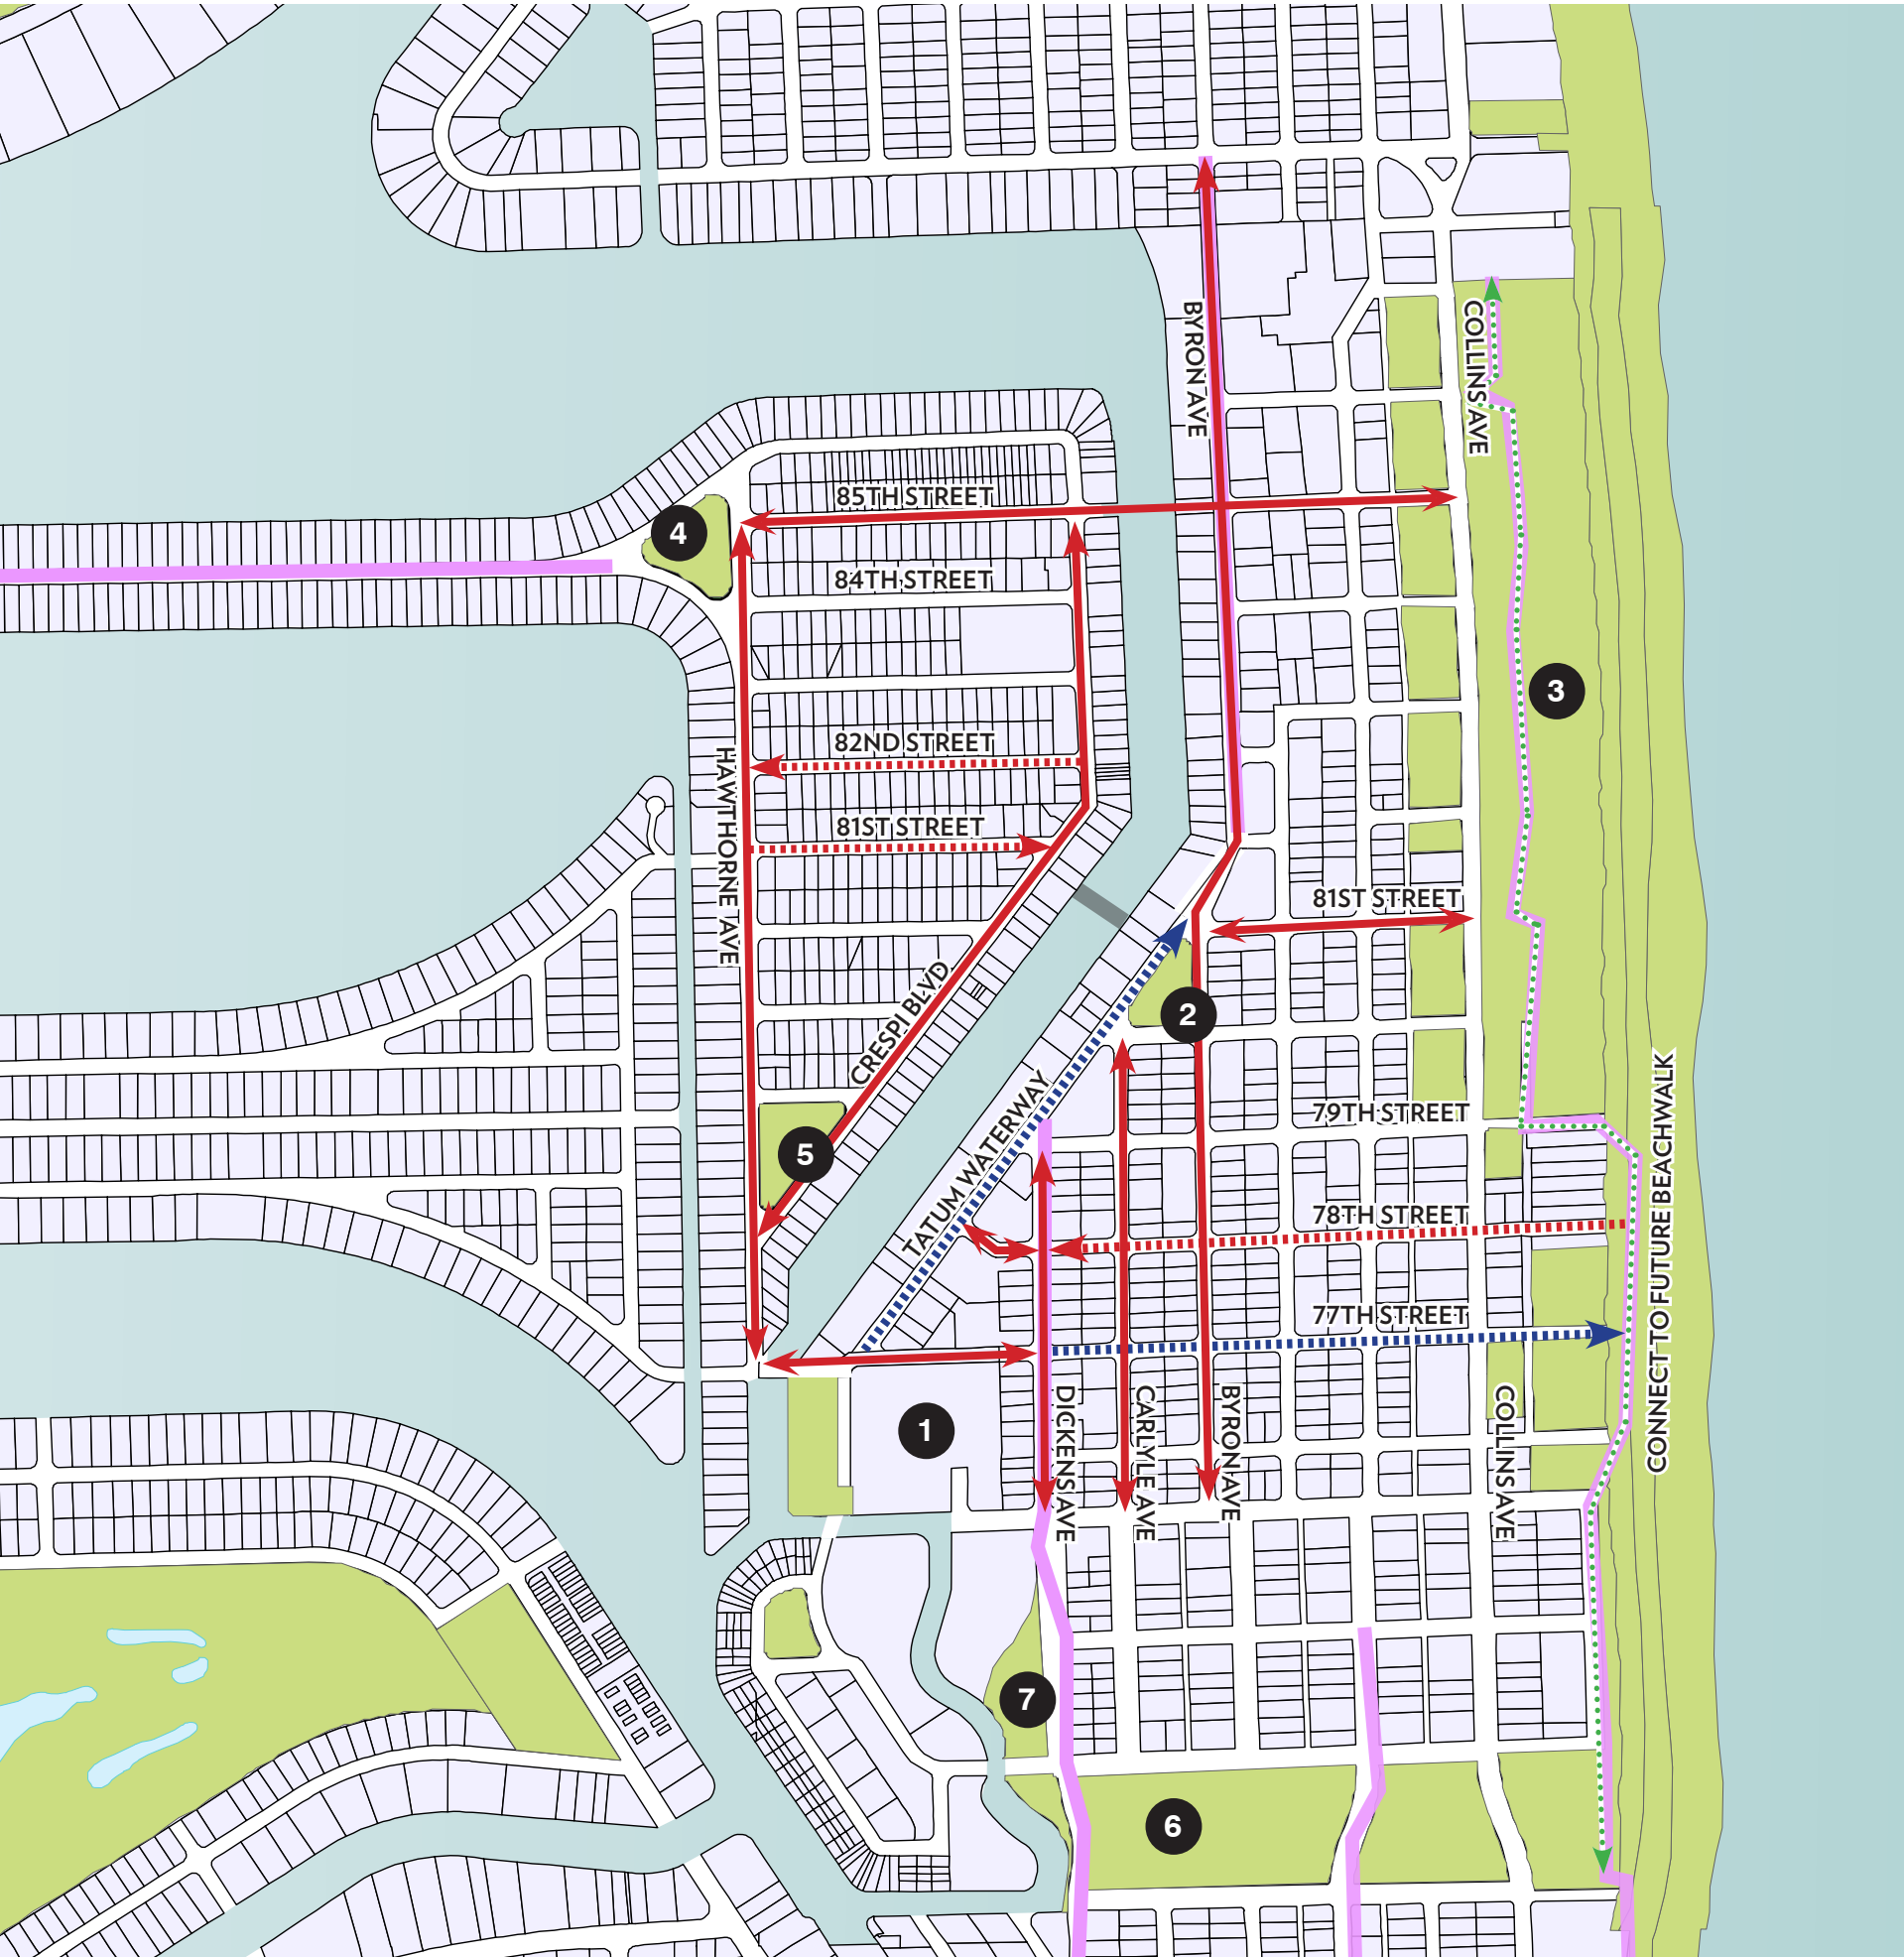 BYRON AVE
COLLINS AVE
85TH STREET
4
84TH STREET
3
82ND STREET
HAWTHORNE AVE
81ST STREET
81ST STREET
CRESPI BLVD
2
TATUM WATERWAY
79TH STREET
5
CONNECT TO FUTURE BEACHWALK
78TH STREET
77TH STREET
1
DICKENS AVE
CARLYLE AVE
BYRON AVE
COLLINS AVE
7
6